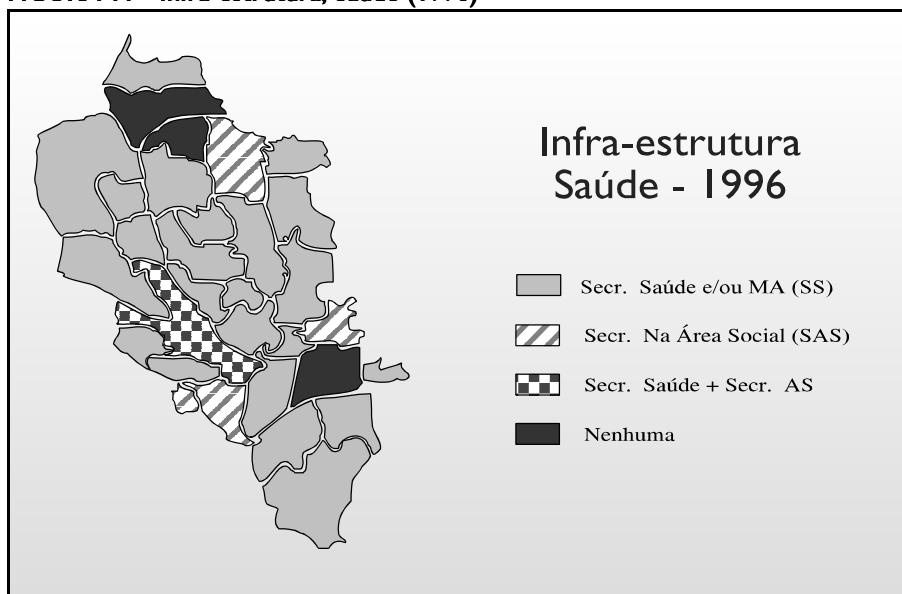 Infra-estrutura
Saúde - 1996
Secr. Saúde e/ou MA (SS)
Secr. Na Área Social (SAS)
Secr. Saúde + Secr. AS
Nenhuma